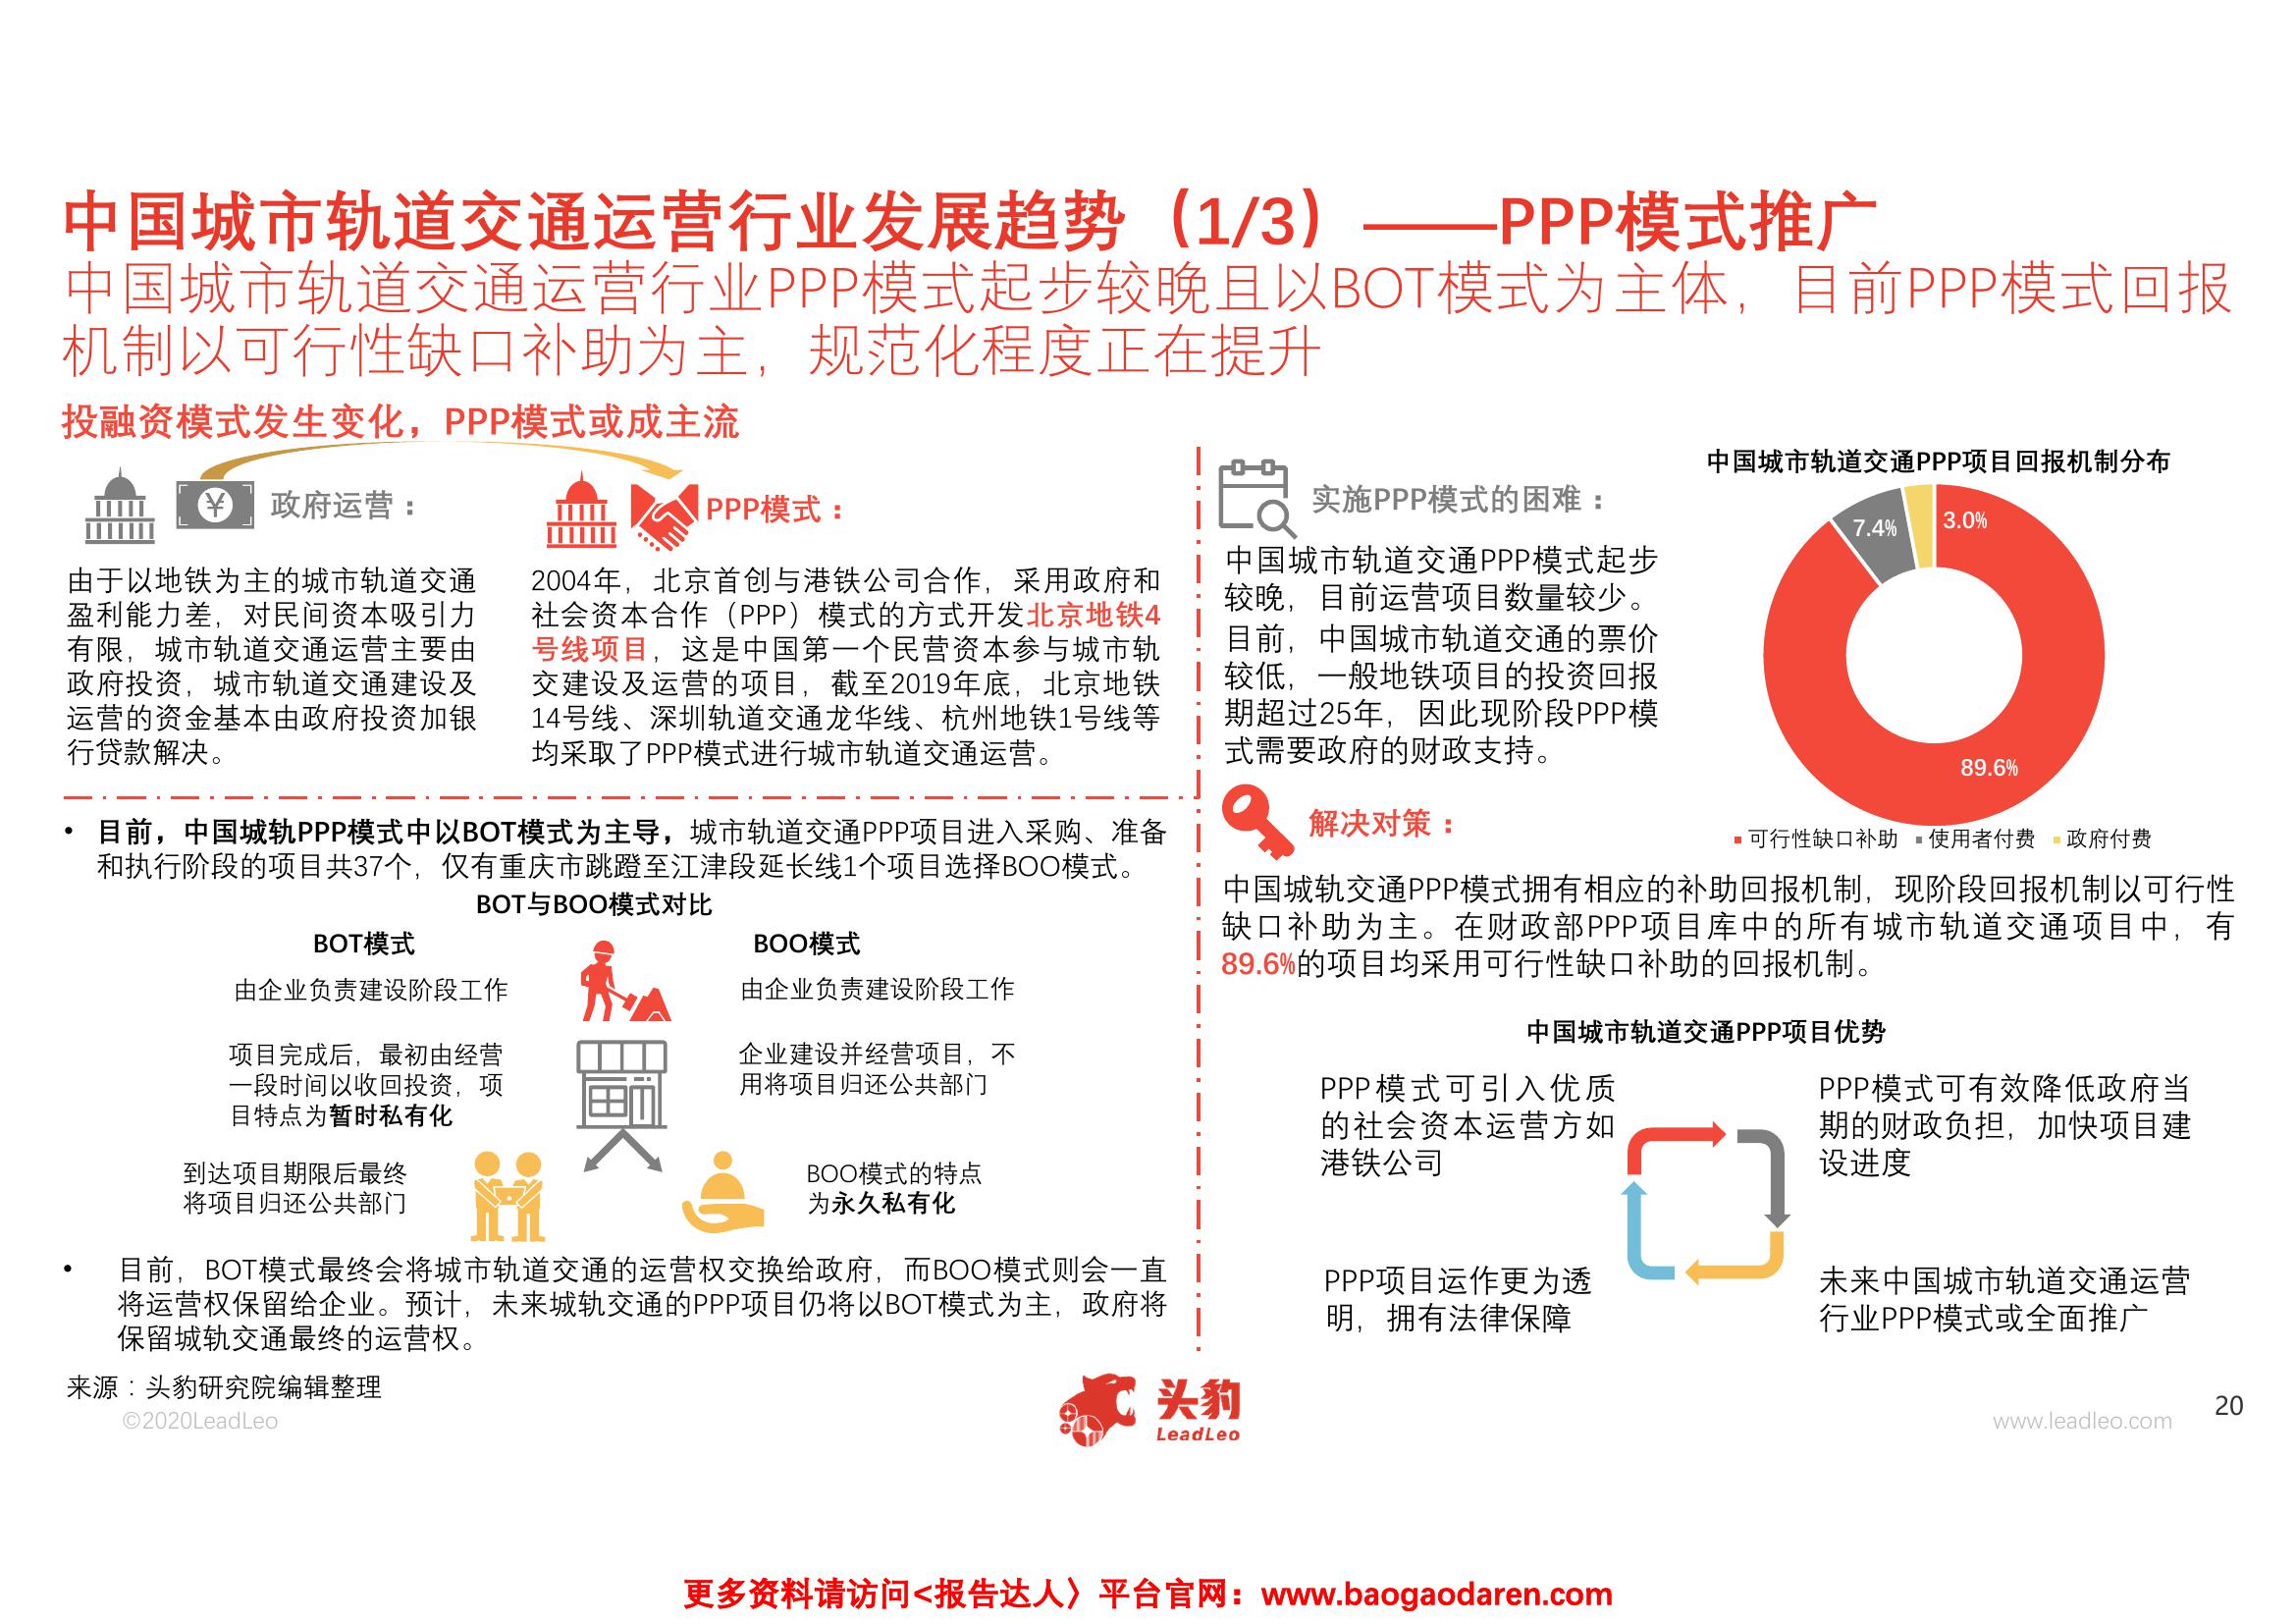 中国城市轨道交通运营行业发展趋势（1/3）——PPP模式推广
中国城市轨道交通运营行业PPP模式起步较晚且以BOT模式为主体，目前PPP模式回报
机制以可行性缺口补助为主，规范化程度正在提升
投融资模式发生变化，PPP模式或成主流
政府运营：
由于以地铁为主的城市轨道交通
盈利能力差，对民间资本吸引力
有限，城市轨道交通运营主要由
政府投资，城市轨道交通建设及
运营的资金基本由政府投资加银
行贷款解决。
PPP模式：
2004年，北京首创与港铁公司合作，采用政府和
社会资本合作（PPP）模式的方式开发北京地铁4
号线项目，这是中国第一个民营资本参与城市轨
交建设及运营的项目，截至2019年底，北京地铁
14号线、深圳轨道交通龙华线、杭州地铁1号线等
均采取了PPP模式进行城市轨道交通运营。
• 目前，中国城轨PPP模式中以BOT模式为主导，城市轨道交通PPP项目进入采购、准备
和执行阶段的项目共37个，仅有重庆市跳蹬至江津段延长线1个项目选择BOO模式。
BOT与BOO模式对比
BOT模式
由企业负责建设阶段工作
项目完成后，最初由经营
一段时间以收回投资，项
目特点为暂时私有化
到达项目期限后最终
将项目归还公共部门
BOO模式
由企业负责建设阶段工作
企业建设并经营项目，不
用将项目归还公共部门
BOO模式的特点
为永久私有化
• 目前，BOT模式最终会将城市轨道交通的运营权交换给政府，而BOO模式则会一直
将运营权保留给企业。预计，未来城轨交通的PPP项目仍将以BOT模式为主，政府将
保留城轨交通最终的运营权。
实施PPP模式的困难：
中国城市轨道交通PPP模式起步
较晚，目前运营项目数量较少。
目前，中国城市轨道交通的票价
较低，一般地铁项目的投资回报
期超过25年，因此现阶段PPP模
式需要政府的财政支持。
中国城市轨道交通PPP项目回报机制分布
7.4%
3.0%
89.6%
可行性缺口补助 使用者付费 政府付费
解决对策：
中国城轨交通PPP模式拥有相应的补助回报机制，现阶段回报机制以可行性
缺口补助为主。在财政部PPP项目库中的所有城市轨道交通项目中，有
89.6%的项目均采用可行性缺口补助的回报机制。
中国城市轨道交通PPP项目优势
PPP模式可引入优质
的社会资本运营方如
港铁公司
PPP模式可有效降低政府当
期的财政负担，加快项目建
设进度
PPP项目运作更为透
明，拥有法律保障
未来中国城市轨道交通运营
行业PPP模式或全面推广
来源：头豹研究院编辑整理
©2020LeadLeo
头豹
LeadLeo
www.leadleo.com
20
更多资料请访问<报告达人〉平台官网：www.baogaodaren.com